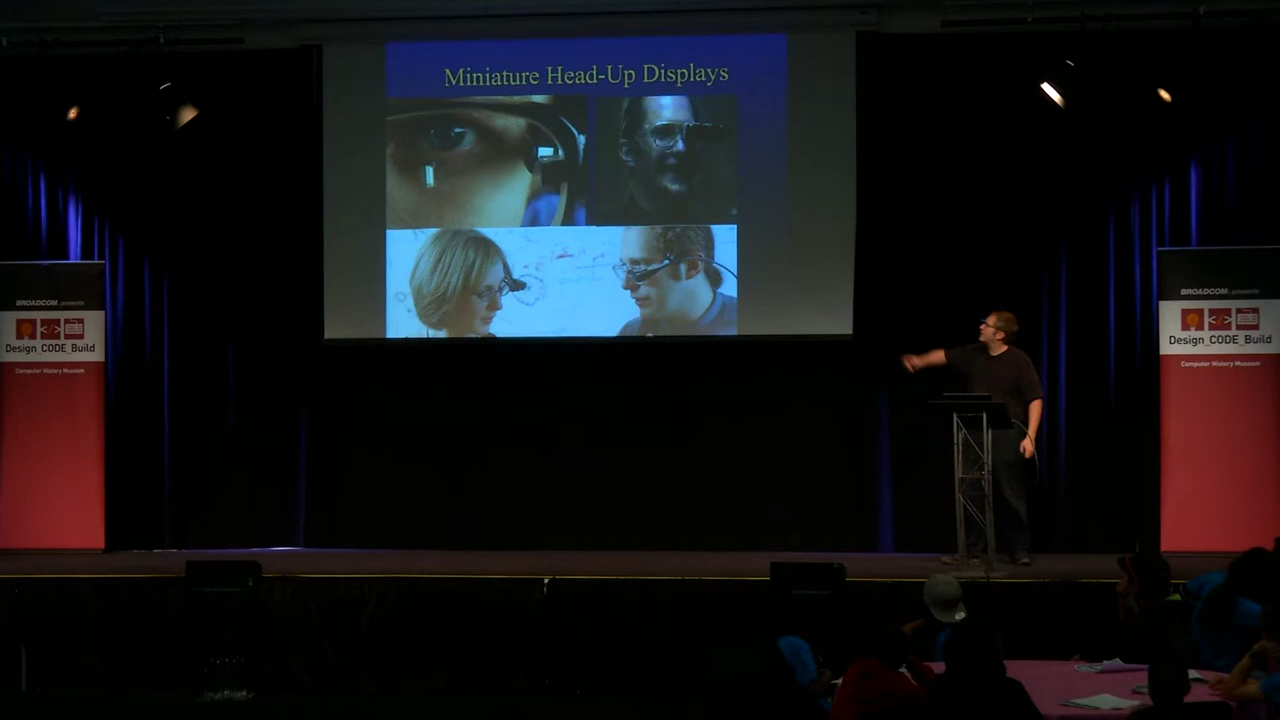 Miniature Head-Up Displays
BROADCOM presents
</>
Design_CODE_Build
Computer History Museum
BROADCOM presents
</>
Design_CODE_Build
Computer History Museum